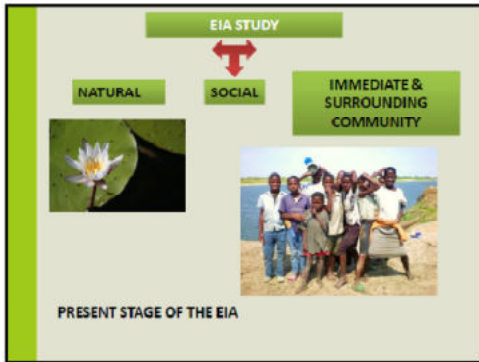 EIA STUDY
NATURAL
SOCIAL
IMMEDIATE &
SURROUNDING
COMMUNITY
PRESENT STAGE OF THE EIA